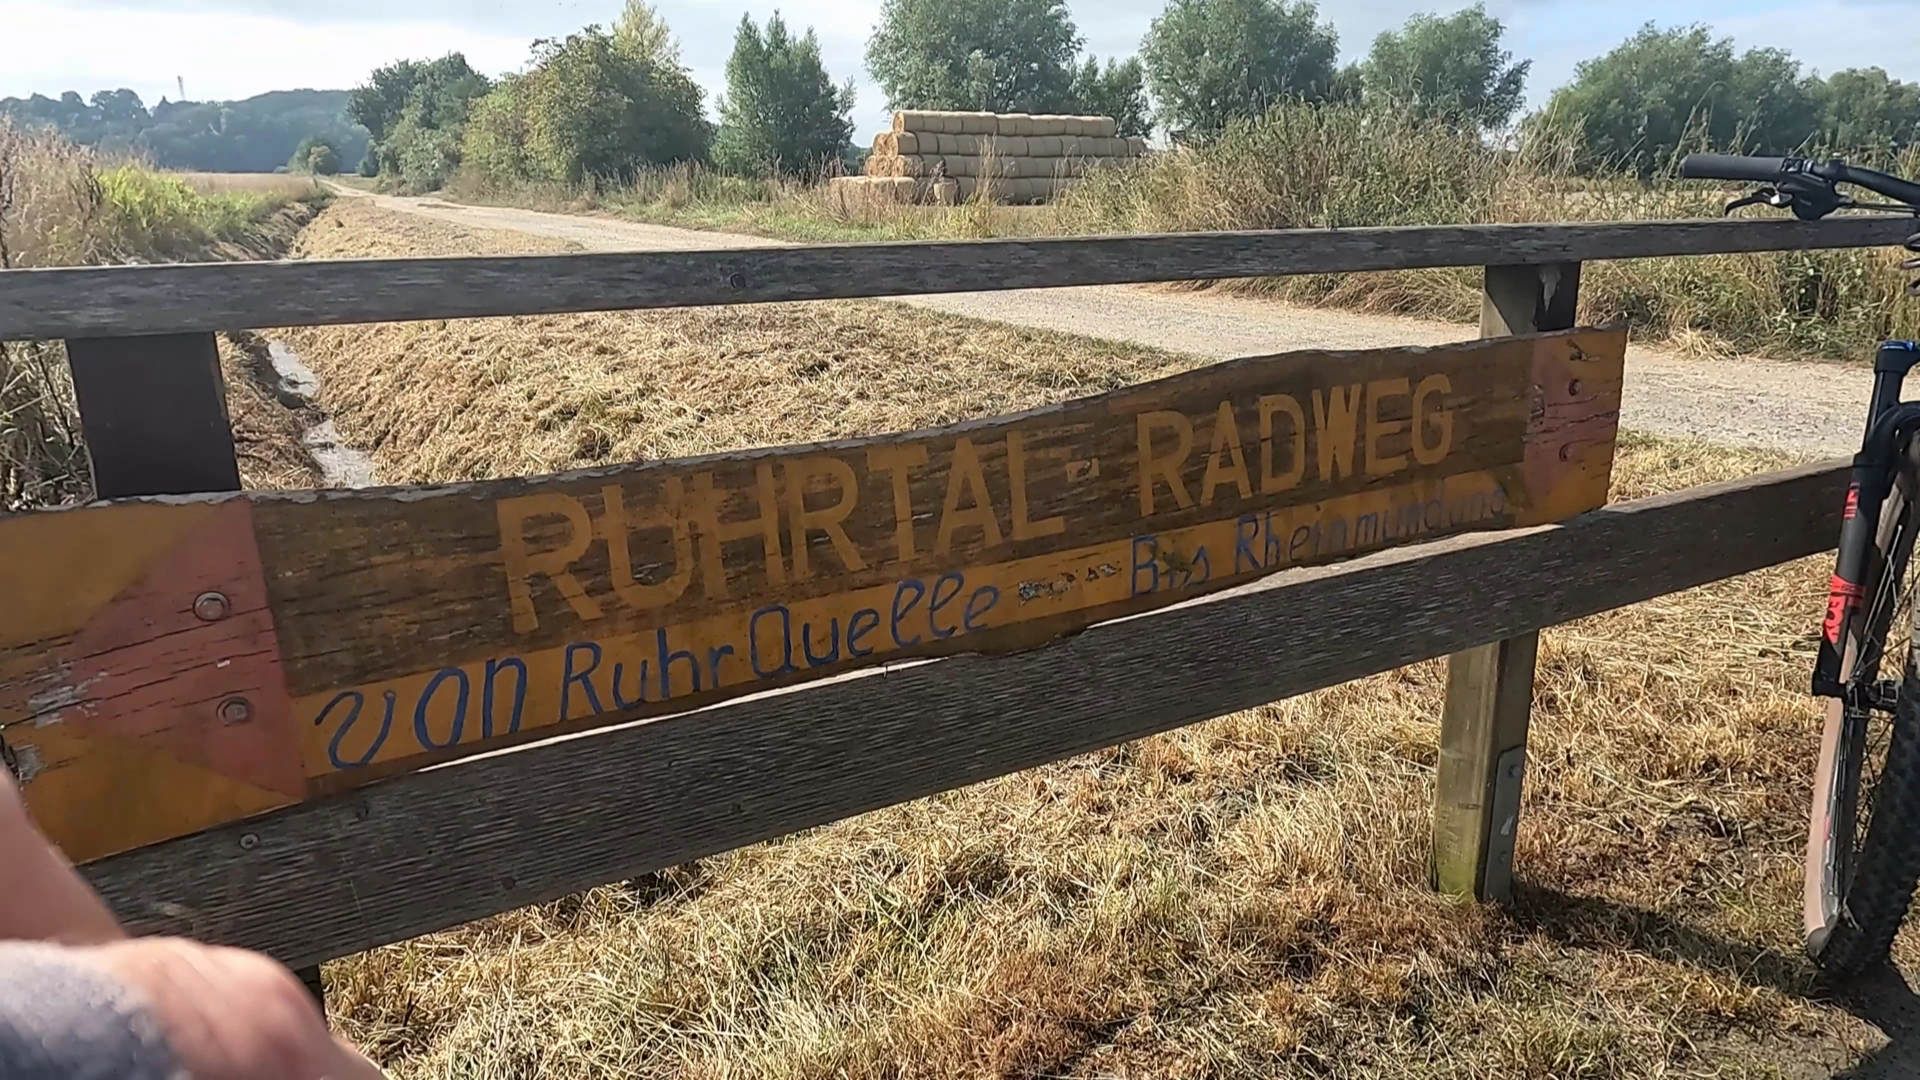 RUHRTAL-RADWEG
von RuhrQuelle --- Bis Rheinmündung